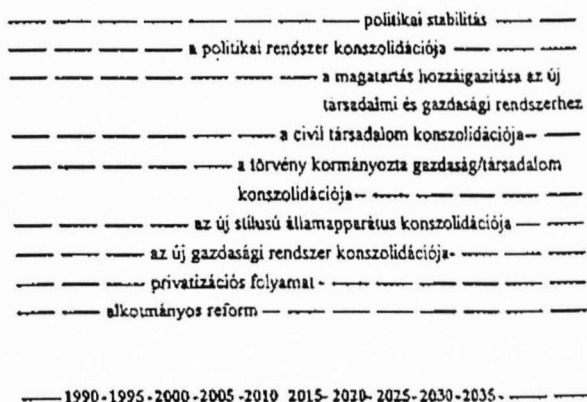 politikai stabilitás
a politikai rendszer konszolidációja
a magatartás hozzáigazítása az új
társadalmi és gazdasági rendszerhez
a civil társadalom konszolidációja
a törvény kormányozta gazdaság/társadalom
konszolidációja
az új stílusú államapparátus konszolidációja
az új gazdasági rendszer konszolidációja
privatizációs folyamat
alkotmányos reform
1990-1995-2000-2005-2010 2015-2020-2025-2030-2035-